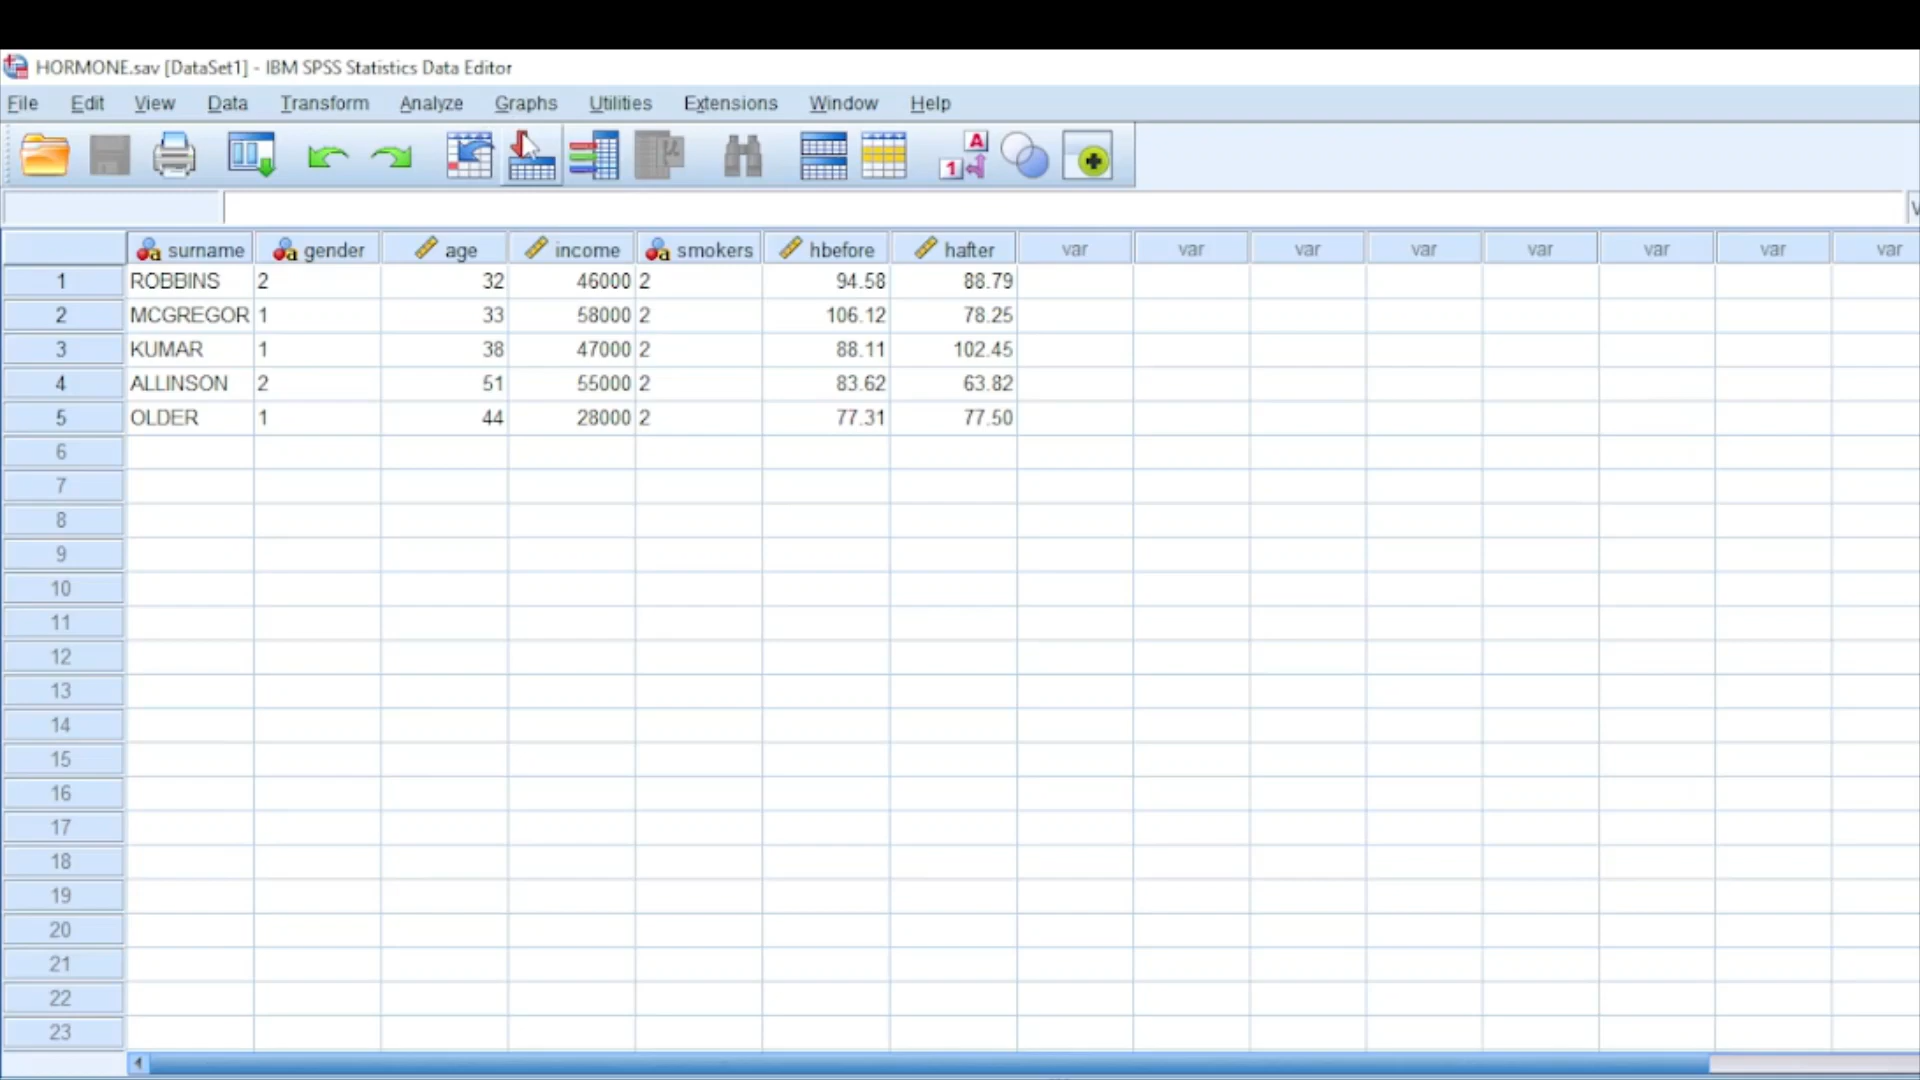 HORMONE.sav [DataSet1] - IBM SPSS Statistics Data Editor
File Edit View Data Transform Analyze Graphs Utilities Extensions Window Help
A
1
surname gender age income smokers hbefore hafter var var var var var var var var
1 ROBBINS 2 32 46000 2 94.58 88.79
2 MCGREGOR 1 33 58000 2 106.12 78.25
3 KUMAR 1 38 47000 2 88.11 102.45
4 ALLINSON 2 51 55000 2 83.62 63.82
5 OLDER 1 44 28000 2 77.31 77.50
6
7
8
9
10
11
12
13
14
15
16
17
18
19
20
21
22
23